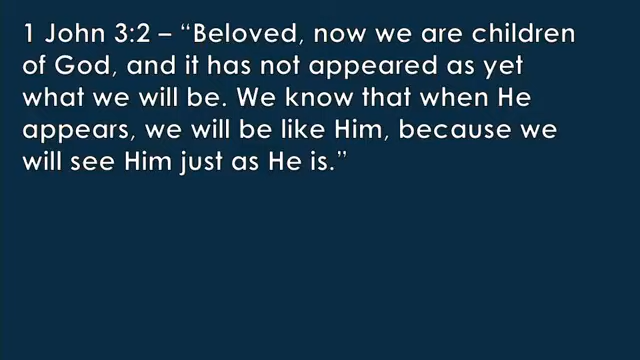 1 John 3:2 – “Beloved, now we are children
of God, and it has not appeared as yet
what we will be. We know that when He
appears, we will be like Him, because we
will see Him just as He is.”